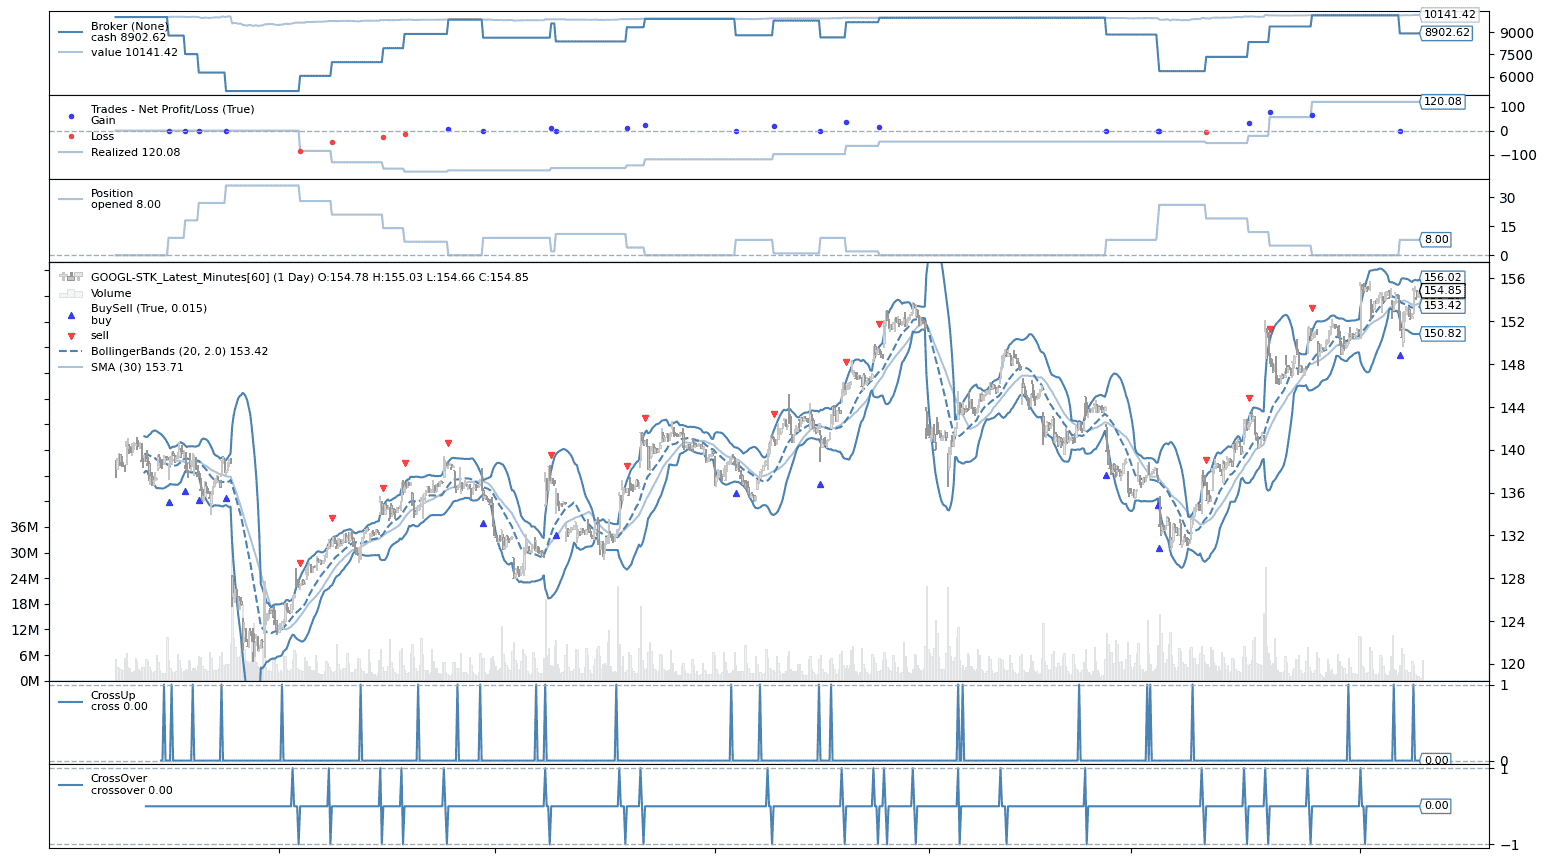 Broker (None)
cash 8902.62
value 10141.42
10141.42
8902.62
9000
7500
6000
Trades - Net Profit/Loss (True)
Gain
Loss
Realized 120.08
120.08
100
0
−100
Position
opened 8.00
8.00
30
15
0
GOOGL-STK_Latest_Minutes[60] (1 Day) O:154.78 H:155.03 L:154.66 C:154.85
Volume
BuySell (True, 0.015)
buy
sell
BollingerBands (20, 2.0) 153.42
SMA (30) 153.71
156.02
154.85
153.42
150.82
156
152
148
144
140
136
132
128
124
120
36M
30M
24M
18M
12M
6M
0M
CrossUp
cross 0.00
0.00
1
0
CrossOver
crossover 0.00
0.00
1
−1